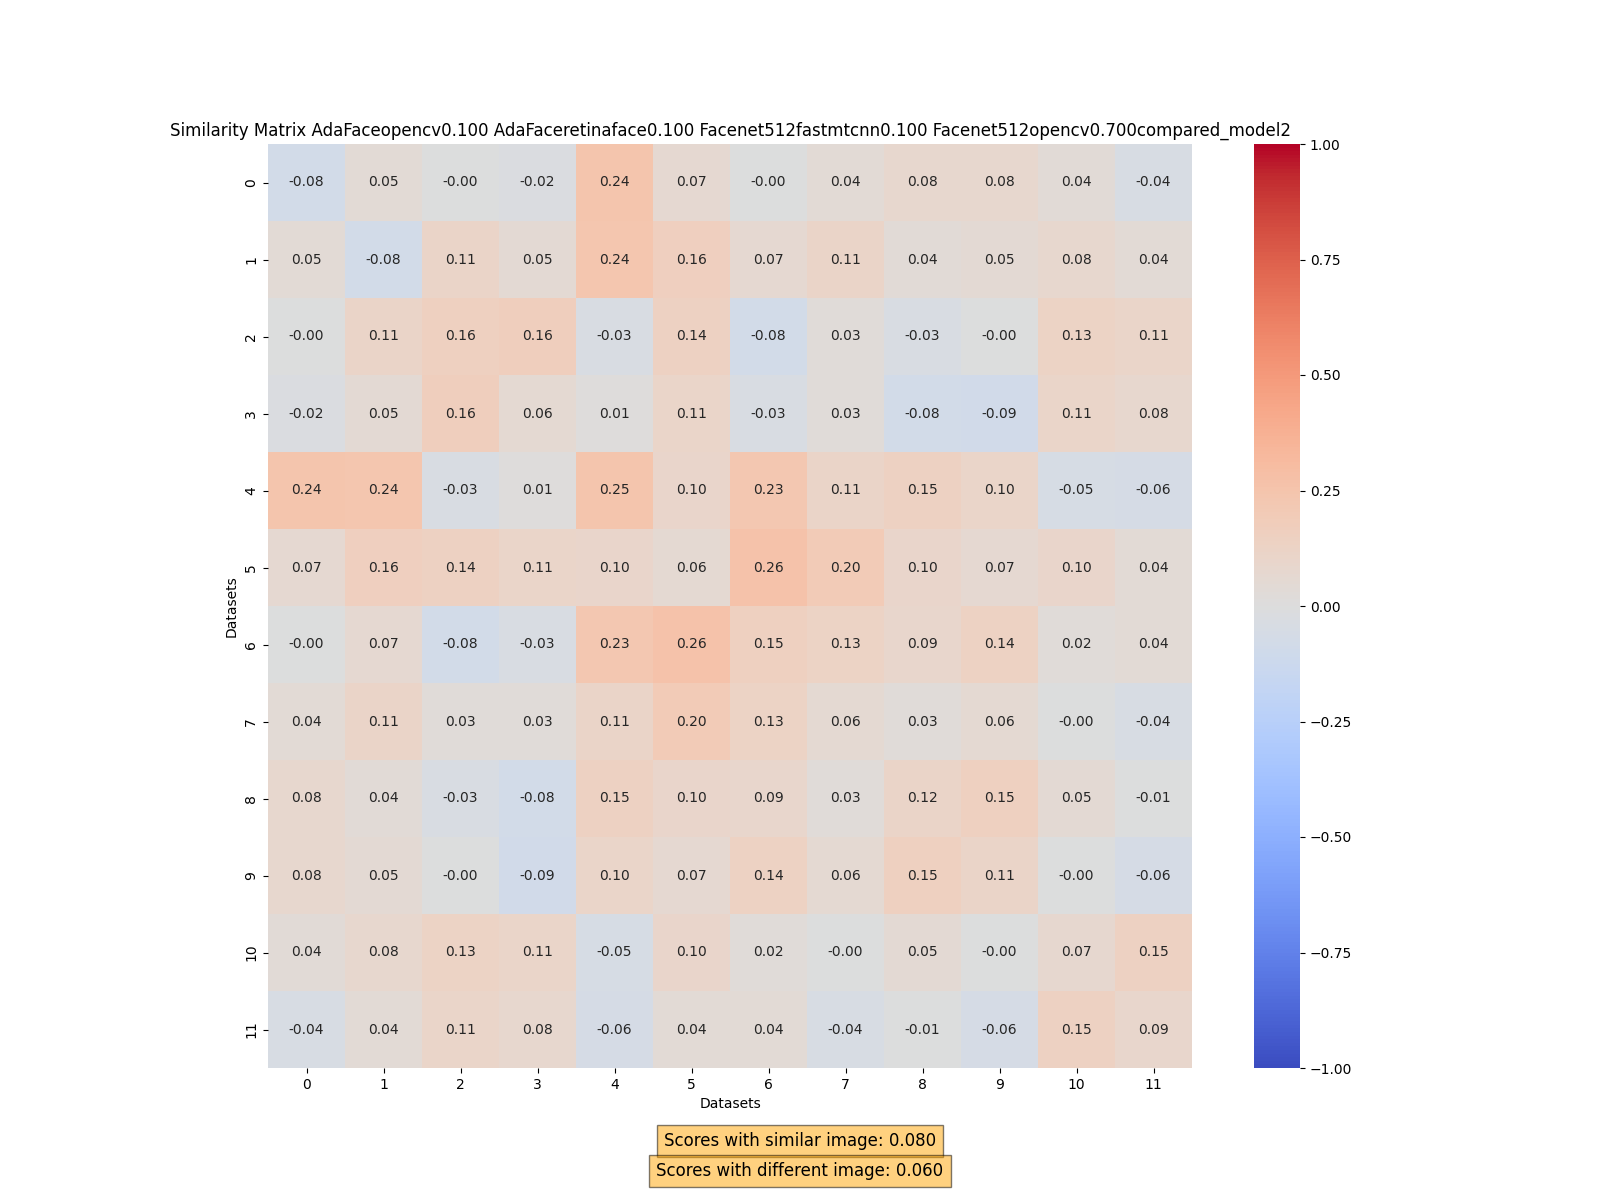 Similarity Matrix AdaFaceopencv0.100 AdaFaceretinaface0.100 Facenet512fastmtcnn0.100 Facenet512opencv0.700compared_model2
0 -0.08 0.05 -0.00 -0.02 0.24 0.07 -0.00 0.04 0.08 0.08 0.04 -0.04
1 0.05 -0.08 0.11 0.05 0.24 0.16 0.07 0.11 0.04 0.05 0.08 0.04
2 -0.00 0.11 0.16 0.16 -0.03 0.14 -0.08 0.03 -0.03 -0.00 0.13 0.11
3 -0.02 0.05 0.16 0.06 0.01 0.11 -0.03 0.03 -0.08 -0.09 0.11 0.08
4 0.24 0.24 -0.03 0.01 0.25 0.10 0.23 0.11 0.15 0.10 -0.05 -0.06
5 0.07 0.16 0.14 0.11 0.10 0.06 0.26 0.20 0.10 0.07 0.10 0.04
Datasets
6 -0.00 0.07 -0.08 -0.03 0.23 0.26 0.15 0.13 0.09 0.14 0.02 0.04
7 0.04 0.11 0.03 0.03 0.11 0.20 0.13 0.06 0.03 0.06 -0.00 -0.04
8 0.08 0.04 -0.03 -0.08 0.15 0.10 0.09 0.03 0.12 0.15 0.05 -0.01
9 0.08 0.05 -0.00 -0.09 0.10 0.07 0.14 0.06 0.15 0.11 -0.00 -0.06
10 0.04 0.08 0.13 0.11 -0.05 0.10 0.02 -0.00 0.05 -0.00 0.07 0.15
11 -0.04 0.04 0.11 0.08 -0.06 0.04 0.04 -0.04 -0.01 -0.06 0.15 0.09
0 1 2 3 4 5 6 7 8 9 10 11
Datasets
1.00
0.75
0.50
0.25
0.00
−0.25
−0.50
−0.75
−1.00
Scores with similar image: 0.080
Scores with different image: 0.060